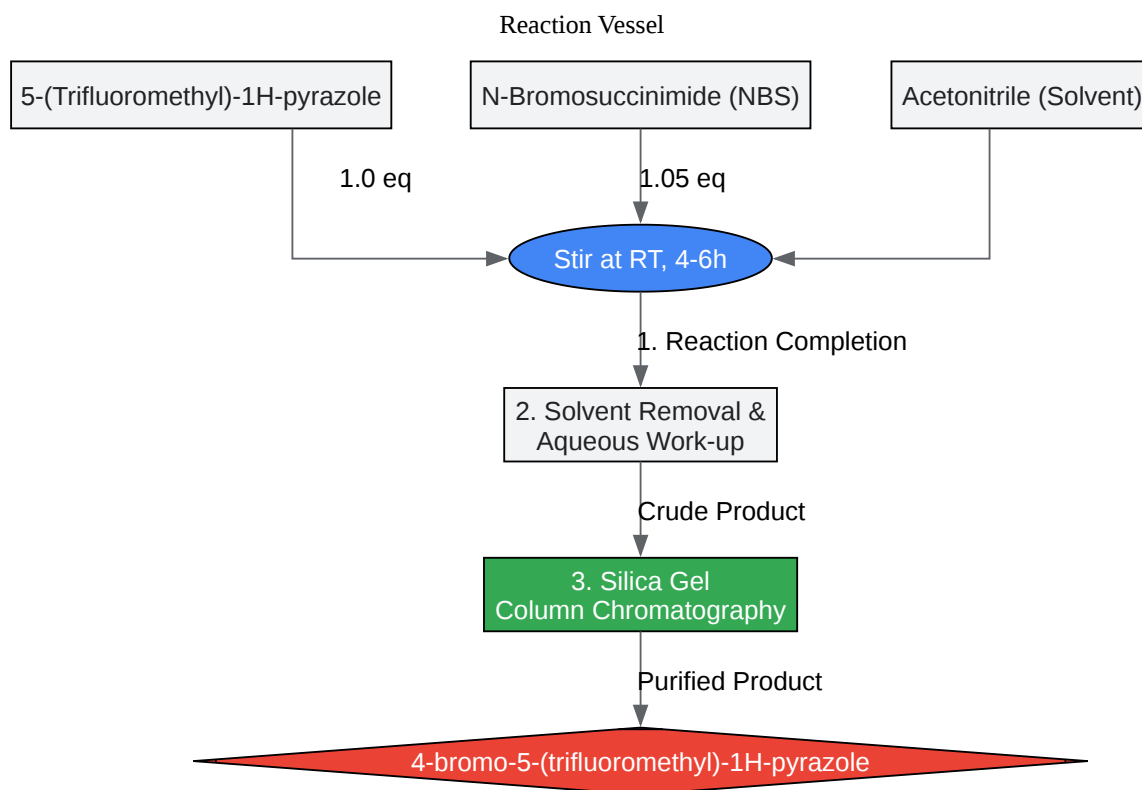 Reaction Vessel
5-(Trifluoromethyl)-1H-pyrazole
N-Bromosuccinimide (NBS)
Acetonitrile (Solvent)
1.0 eq
1.05 eq
Stir at RT, 4-6h
1. Reaction Completion
2. Solvent Removal &
Aqueous Work-up
Crude Product
3. Silica Gel
Column Chromatography
Purified Product
4-bromo-5-(trifluoromethyl)-1H-pyrazole